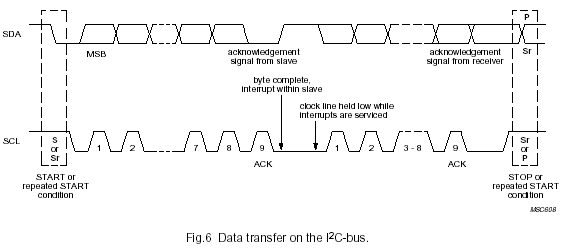 SDA
P
MSB
acknowledgement
signal from slave
acknowledgement
signal from receiver
Sr
byte complete,
interrupt within slave
clock line held low while
interrupts are serviced
SCL
S
or
Sr
1
2
7
8
9
1
2
3 - 8
9
Sr
or
P
ACK
ACK
START or
repeated START
condition
STOP or
repeated START
condition
MSC608
Fig.6 Data transfer on the I²C-bus.